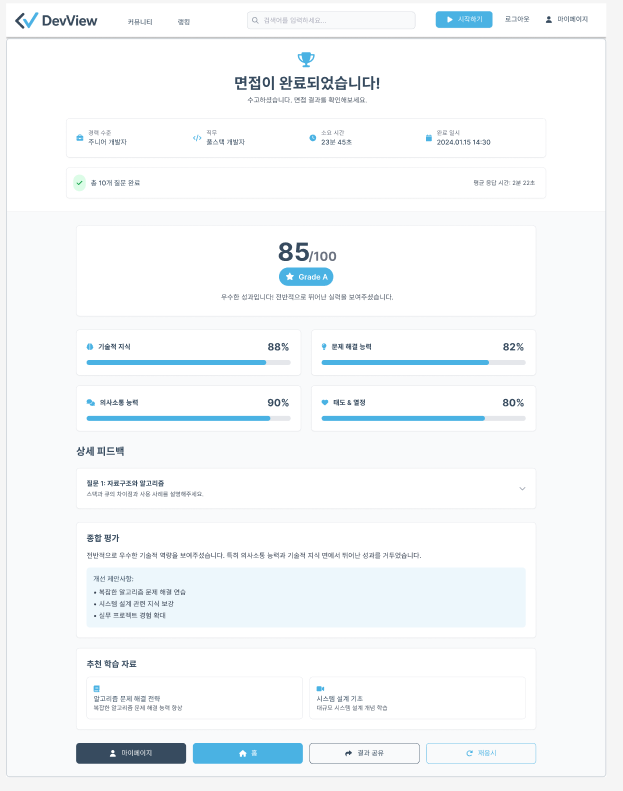 DevView
커뮤니티
랭킹
검색어를 입력하세요...
시작하기
로그아웃
마이페이지
면접이 완료되었습니다!
수고하셨습니다. 면접 결과를 확인해보세요.
경력 수준
주니어 개발자
직무
풀스택 개발자
소요 시간
23분 45초
완료 일시
2024.01.15 14:30
총 10개 질문 완료
평균 응답 시간: 2분 22초
85/100
Grade A
우수한 성과입니다! 전반적으로 뛰어난 실력을 보여주셨습니다.
기술적 지식
88%
문제 해결 능력
82%
의사소통 능력
90%
태도 & 열정
80%
상세 피드백
질문 1: 자료구조와 알고리즘
스택과 큐의 차이점과 사용 사례를 설명해주세요.
종합 평가
전반적으로 우수한 기술적 역량을 보여주셨습니다. 특히 의사소통 능력과 기술적 지식 면에서 뛰어난 성과를 거두었습니다.
개선 제안사항:
• 복잡한 알고리즘 문제 해결 연습
• 시스템 설계 관련 지식 보강
• 실무 프로젝트 경험 확대
추천 학습 자료
알고리즘 문제 해결 전략
복잡한 알고리즘 문제 해결 능력 향상
시스템 설계 기초
대규모 시스템 설계 개념 학습
마이페이지
홈
결과 공유
재응시